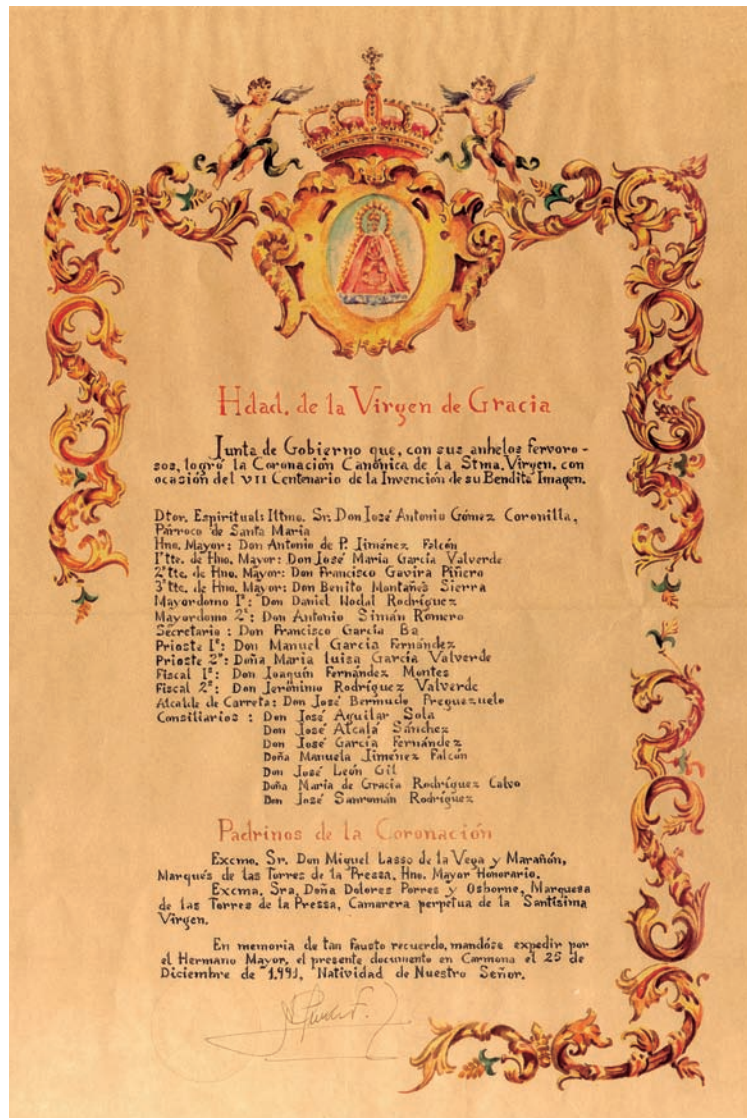 Hdad. de la Virgen de Gracia
Junta de Gobierno que, con sus anhelos fervoro-
sos, logró la Coronación Canónica de la Stma. Virgen, con
ocasión del VII Centenario de la Invención de su Bendita Imagen.
Dtor. Espiritual: Iltmo. Sr. Don José Antonio Gómez Coronilla,
Párroco de Santa María
Hno. Mayor: Don Antonio de P. Jiménez Falcón
1º tte. de Hno. Mayor: Don José María García Valverde
2º tte. de Hno. Mayor: Don Francisco Gavira Piñero
3º tte. de Hno. Mayor: Don Benito Montañés Sierra
Mayordomo 1º: Don Daniel Nodal Rodríguez
Mayordomo 2º: Don Antonio Simán Romero
Secretario: Don Francisco García Ba
Prioste 1º: Don Manuel García Fernández
Prioste 2º: Doña María Luisa García Valverde
Fiscal 1º: Don Joaquín Fernández Montes
Fiscal 2º: Don Jerónimo Rodríguez Valverde
Alcalde de Carreta: Don José Bermudo Preguezuelo
Consiliarios: Don José Aguilar Sola
Don José Alcalá Sánchez
Don José García Fernández
Doña Manuela Jiménez Falcón
Don José León Gil
Doña María de Gracia Rodríguez Calvo
Don José Sanromán Rodríguez
Padrinos de la Coronación
Excmo. Sr. Don Miguel Lasso de la Vega y Marañón,
Marqués de las Torres de la Pressa, Hno. Mayor Honorario.
Excma. Sra. Doña Dolores Porres y Osborne, Marquesa
de las Torres de la Pressa, Camarera perpetua de la Santísima
Virgen.
En memoria de tan fausto recuerdo, mandóse expedir por
el Hermano Mayor, el presente documento en Carmona el 25 de
Diciembre de 1.991, Natividad de Nuestro Señor.